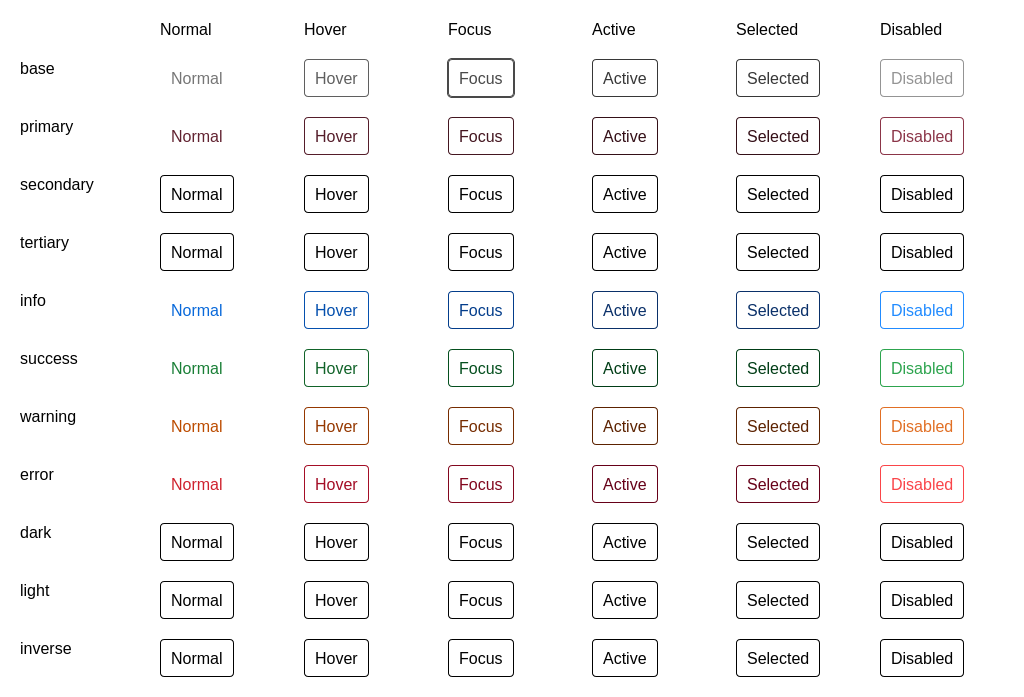 Normal Hover Focus Active Selected Disabled
base Normal Hover Focus Active Selected Disabled
primary Normal Hover Focus Active Selected Disabled
secondary Normal Hover Focus Active Selected Disabled
tertiary Normal Hover Focus Active Selected Disabled
info Normal Hover Focus Active Selected Disabled
success Normal Hover Focus Active Selected Disabled
warning Normal Hover Focus Active Selected Disabled
error Normal Hover Focus Active Selected Disabled
dark Normal Hover Focus Active Selected Disabled
light Normal Hover Focus Active Selected Disabled
inverse Normal Hover Focus Active Selected Disabled